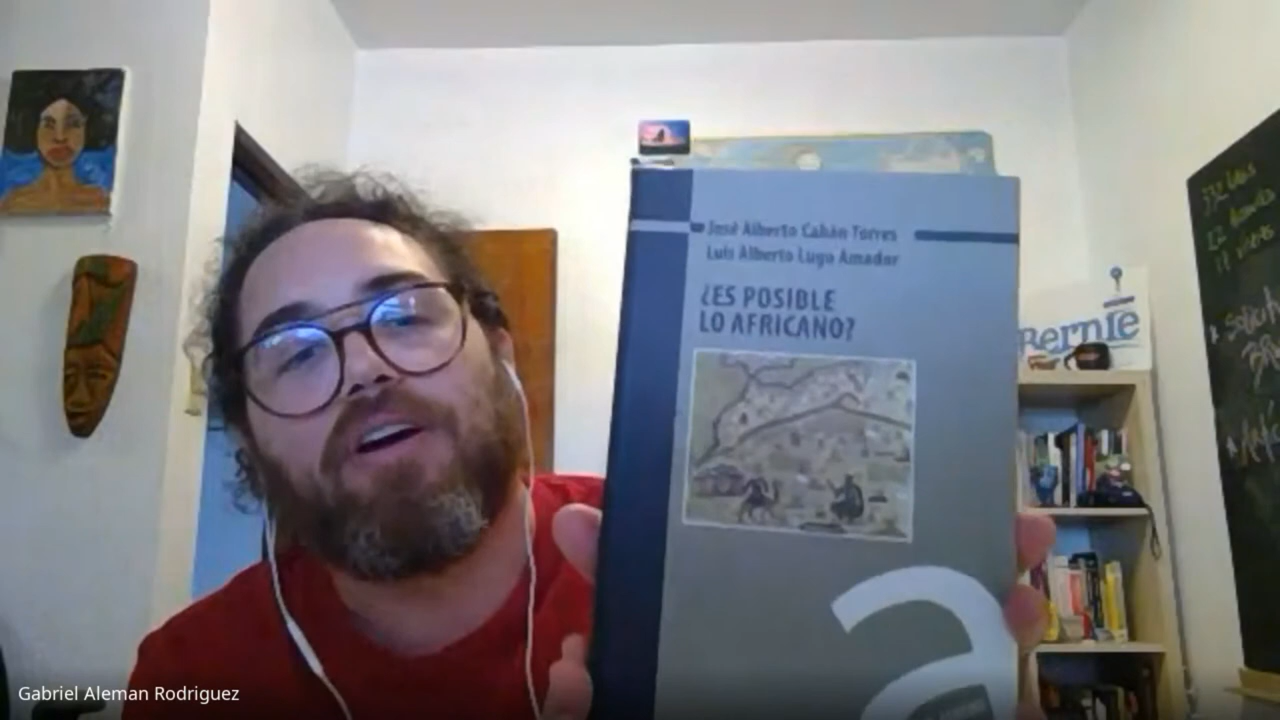 José Alberto Cabán Torres
Luis Alberto Lugo Amador
¿ES POSIBLE
LO AFRICANO?
a
Bernie
Gabriel Aleman Rodriguez